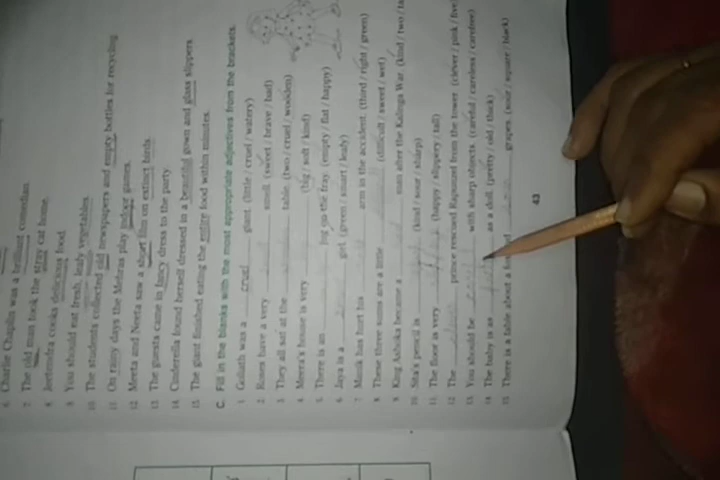 6. Charlie Chaplin was a brilliant comedian.
7. The old man took the stray cat home.
8. Jeetendra cooks delicious food.
9. You should eat fresh, leafy vegetables.
10. The students collected old newspapers and empty bottles for recycling
11. On rainy days the Mehras play indoor games.
12. Meeta and Neeta saw a short film on extinct birds.
13. The guests came in fancy dress to the party
14. Cinderella found herself dressed in a beautiful gown and glass slippers.
15. The giant finished eating the entire food within minutes.
C. Fill in the blanks with the most appropriate adjectives from the brackets.
1. Goliath was a cruel giant. (little / cruel / watery)
2. Roses have a very smell. (sweet / brave / bad)
3. They all sat at the table. (two / cruel / wooden)
4. Meera's house is very (big / soft / kind)
5. There is an jug on the tray. (empty / flat / happy)
6. Jaya is a girl (green / smart / leafy)
7. Manik has hurt his arm in the accident. (third / right / green)
8. These three sums are a little (difficult / sweet / wet)
9. King Ashoka became a man after the Kalinga War. (kind / two /
10. Sita's pencil is (kind / sour / sharp)
11. The floor is very (happy / slippery / tall)
12. The prince rescued Rapunzel from the tower. (clever / pink / five)
13. You should be with sharp objects. (careful / careless / carefree)
14. The baby is as as a doll. (pretty / old / thick)
15. There is a fable about a grapes. (sour / square / black)
43